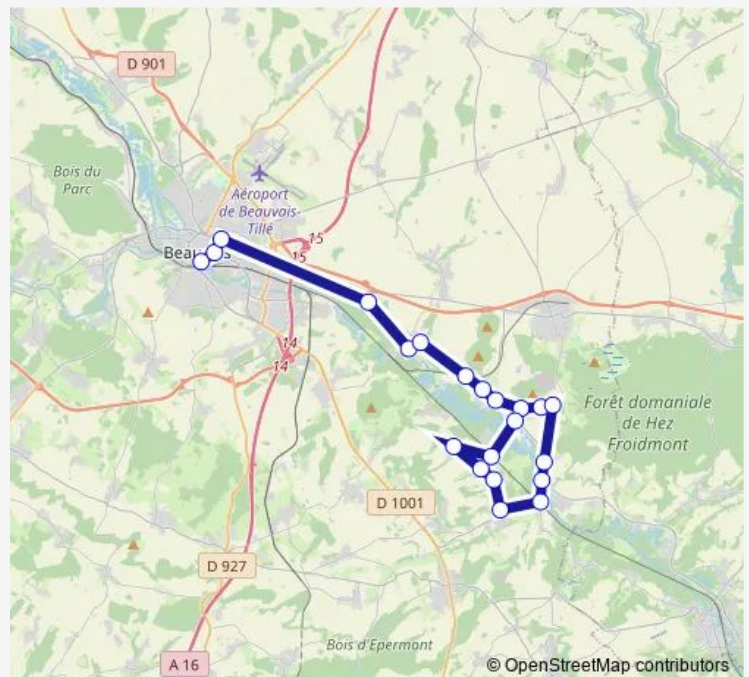 D 901
Bois du
Parc
Aéroport
de Beauvais-
Tillé
15
15
14
14
Forêt domaniale
de Hez
Froidmont
D 1001
D 927
Bois d'Epermont
A 16
© OpenStreetMap contributors